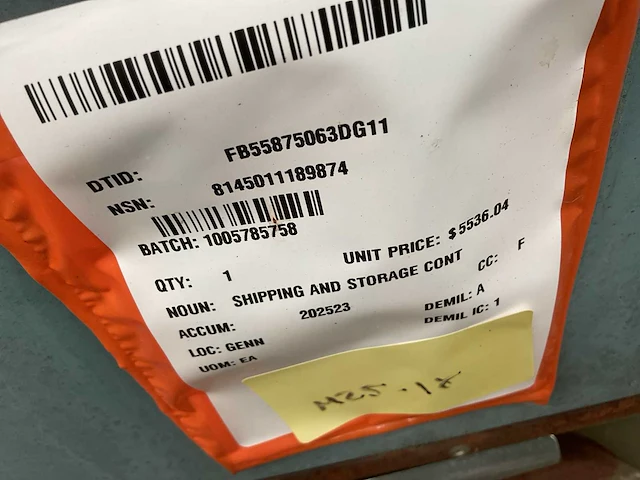 DTID: FB55875063DG11
NSN: 8145011189874
BATCH: 1005785758
QTY: 1 UNIT PRICE: $5536.04
NOUN: SHIPPING AND STORAGE CONT CC: F
ACCUM: 202523 DEMIL: A
LOC: GENN DEMIL IC: 1
UOM: EA
M25-18